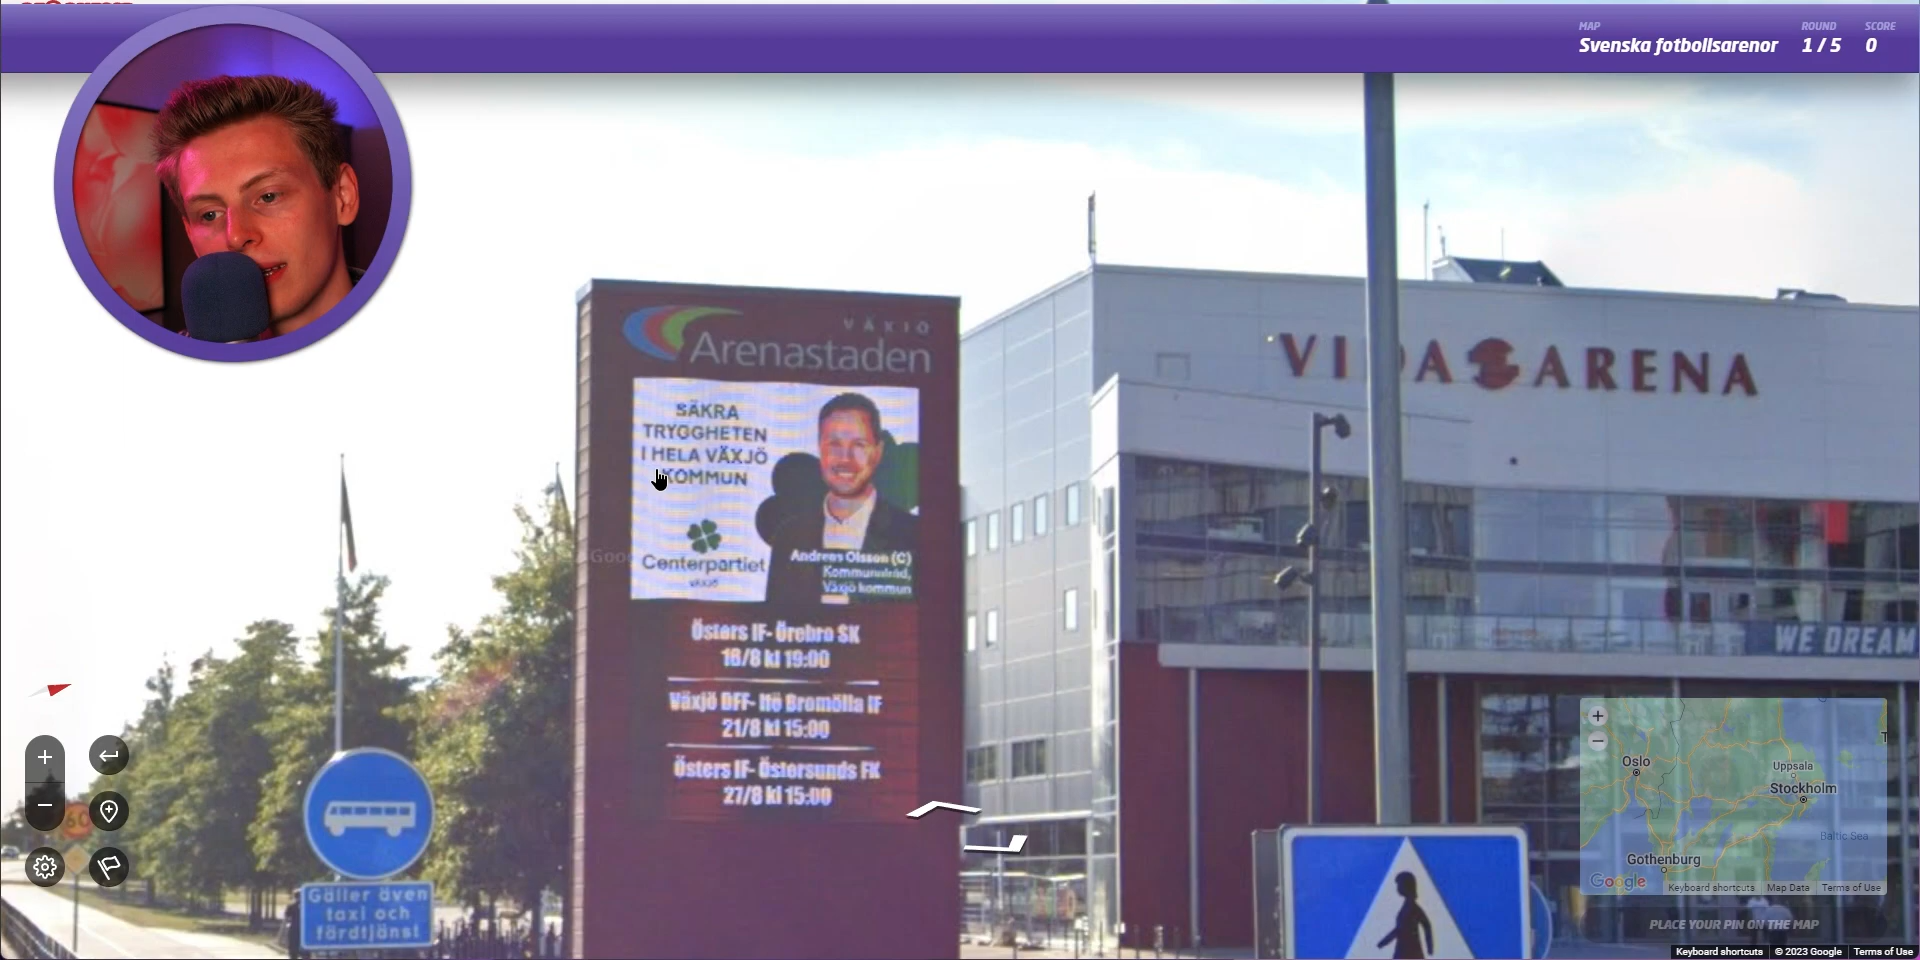 MAP
Svenska fotbollsarenor
ROUND
1 / 5
SCORE
0
VÄXJÖ
Arenastaden
SÄKRA
TRYGGHETEN
I HELA VÄXJÖ
KOMMUN
Centerpartiet
VÄXJÖ
Andreas Olsson (C)
Kommunalråd,
Växjö kommun
Östers IF- Örebro SK
16/8 kl 19:00
Växjö DFF- Ifö Bromölla IF
21/8 kl 15:00
Östers IF- Östersunds FK
27/8 kl 15:00
VIDA ARENA
WE DREAM
60
Gäller även
taxi och
färdtjänst
Oslo
Uppsala
Stockholm
Baltic Sea
Gothenburg
Google
Keyboard shortcuts
Map Data
Terms of Use
PLACE YOUR PIN ON THE MAP
Keyboard shortcuts
© 2023 Google
Terms of Use